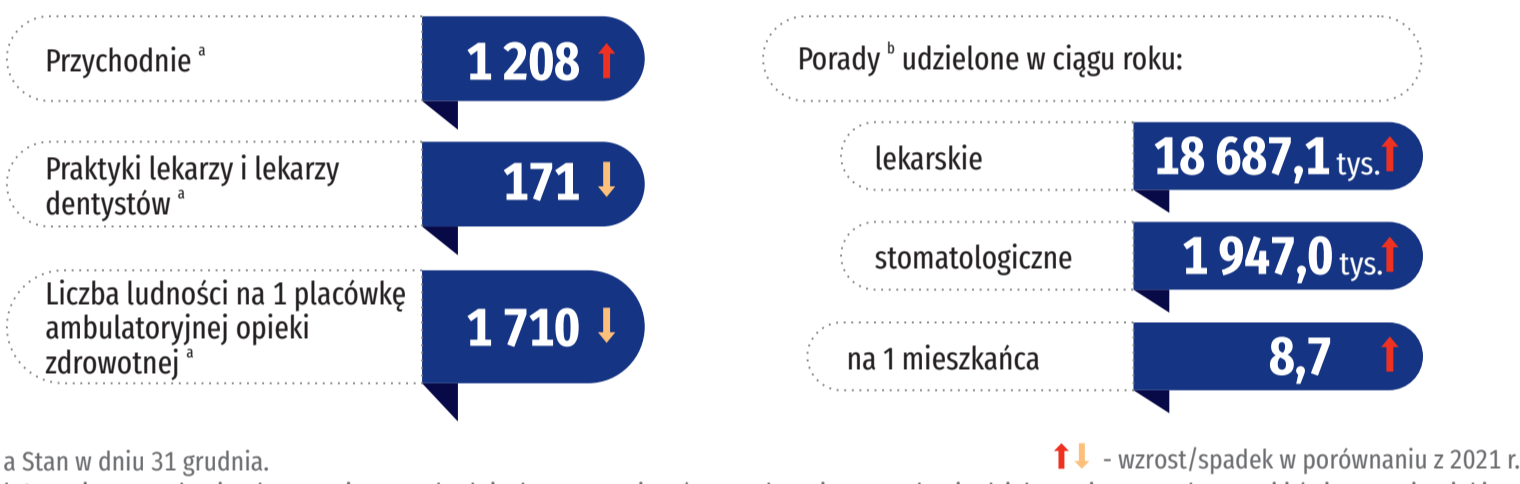 Przychodnie a
1 208
Praktyki lekarzy i lekarzy
dentystów a
171
Liczba ludności na 1 placówkę
ambulatoryjnej opieki
zdrowotnej a
1 710
Porady b udzielone w ciągu roku:
lekarskie
18 687,1 tys.
stomatologiczne
1 947,0 tys.
na 1 mieszkańca
8,7
a Stan w dniu 31 grudnia.
- wzrost/spadek w porównaniu z 2021 r.